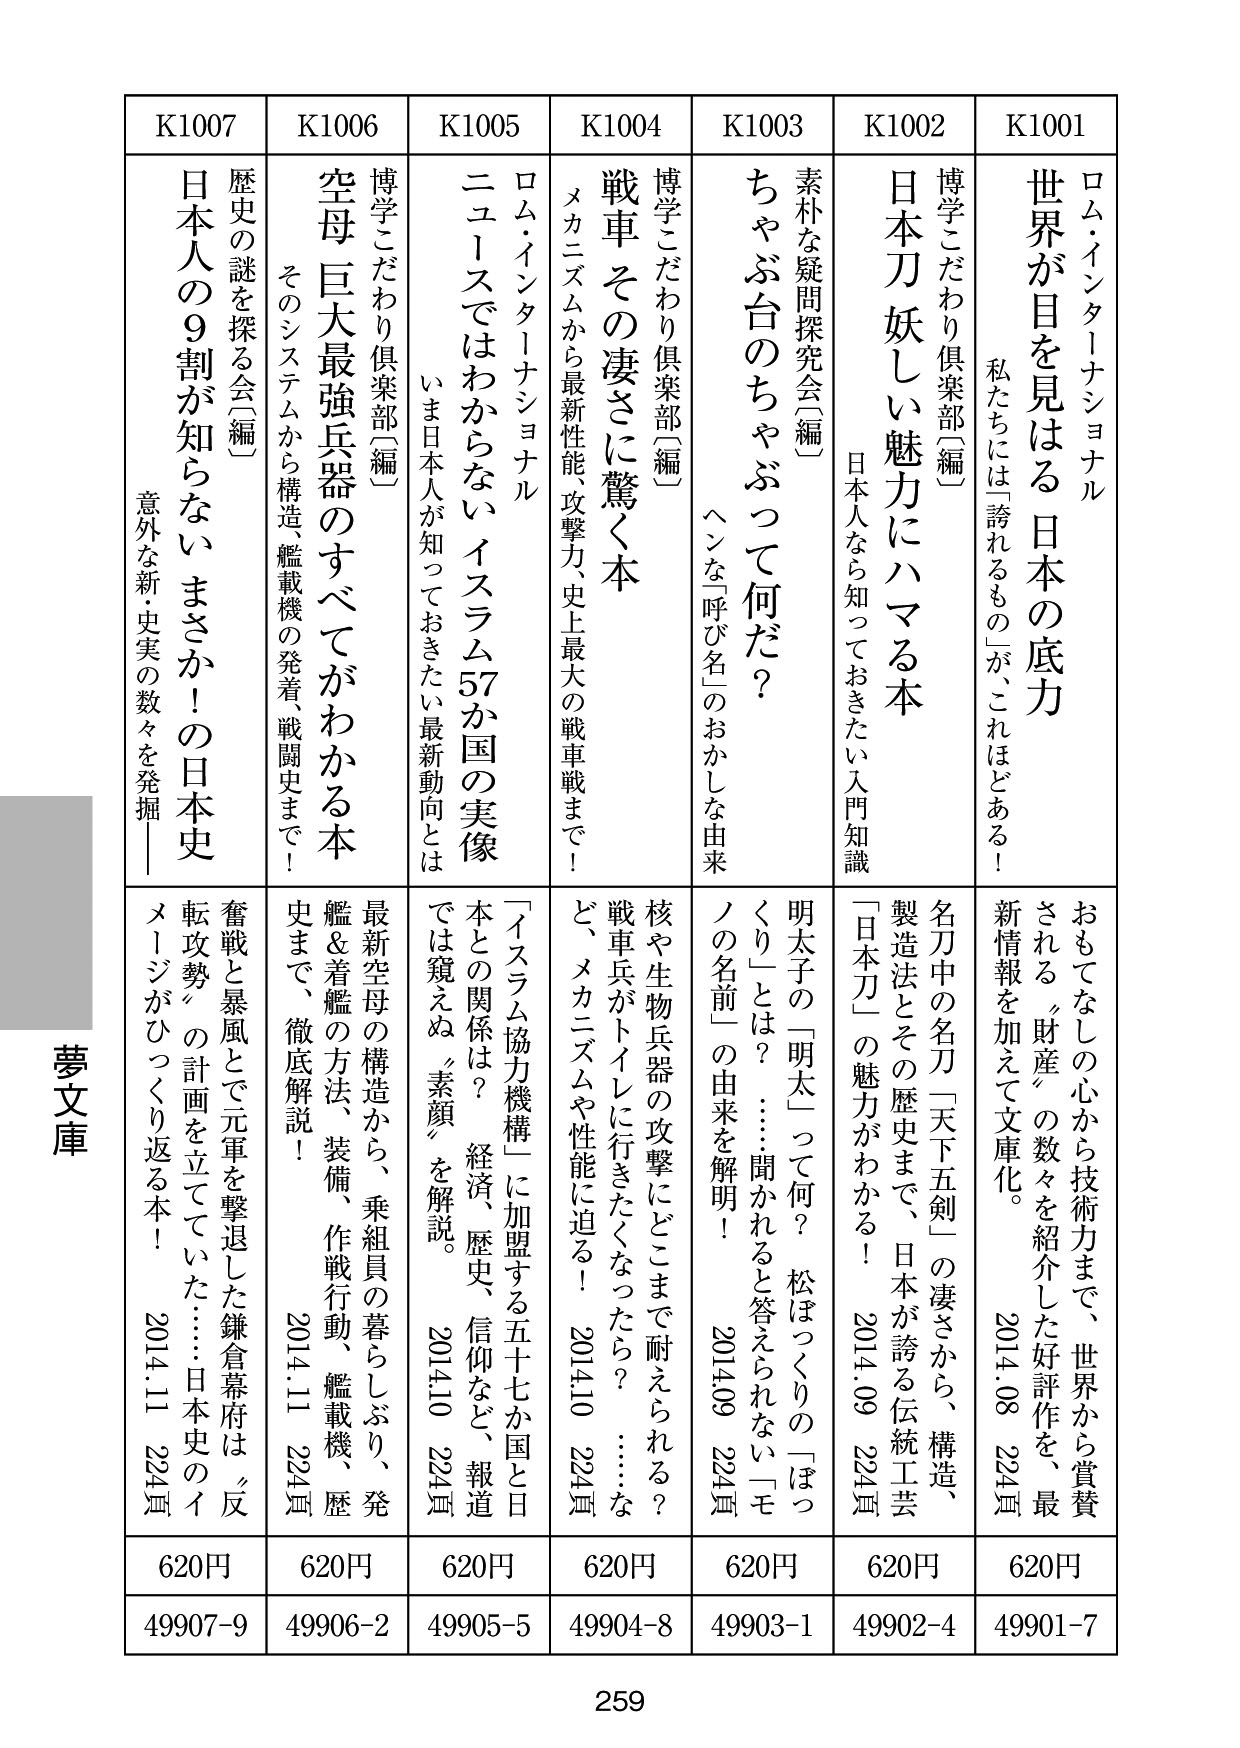 K1001
ロム・インターナショナル
世界が目を見はる 日本の底力
私たちには「誇れるもの」が、これほどある！
おもてなしの心から技術力まで、世界から賞賛
される〝財産〟の数々を紹介した好評作を、最
新情報を加えて文庫化。 2014.08 224頁
620円
49901-7
K1002
博学こだわり倶楽部〔編〕
日本刀 妖しい魅力にハマる本
日本人なら知っておきたい入門知識
名刀中の名刀「天下五剣」の凄さから、構造、
製造法とその歴史まで、日本が誇る伝統工芸
「日本刀」の魅力がわかる！ 2014.09 224頁
620円
49902-4
K1003
素朴な疑問探究会〔編〕
ちゃぶ台のちゃぶって何だ？
ヘンな「呼び名」のおかしな由来
明太子の「明太」って何？ 松ぼっくりの「ぼっ
くり」とは？ ……聞かれると答えられない「モ
ノの名前」の由来を解明！ 2014.09 224頁
620円
49903-1
K1004
博学こだわり倶楽部〔編〕
戦車 その凄さに驚く本
メカニズムから最新性能、攻撃力、史上最大の戦車戦まで！
核や生物兵器の攻撃にどこまで耐えられる？
戦車兵がトイレに行きたくなったら？ ……な
ど、メカニズムや性能に迫る！ 2014.10 224頁
620円
49904-8
K1005
ロム・インターナショナル
ニュースではわからない イスラム57か国の実像
いま日本人が知っておきたい最新動向とは
「イスラム協力機構」に加盟する五十七か国と日
本との関係は？ 経済、歴史、信仰など、報道
では窺えぬ〝素顔〟を解説。 2014.10 224頁
620円
49905-5
K1006
博学こだわり倶楽部〔編〕
空母 巨大最強兵器のすべてがわかる本
そのシステムから構造、艦載機の発着、戦闘史まで！
最新空母の構造から、乗組員の暮らしぶり、発
艦＆着艦の方法、装備、作戦行動、艦載機、歴
史まで、徹底解説！ 2014.11 224頁
620円
49906-2
K1007
歴史の謎を探る会〔編〕
日本人の9割が知らない まさか！の日本史
意外な新・史実の数々を発掘――
奮戦と暴風とで元軍を撃退した鎌倉幕府は〝反
転攻勢〟の計画を立てていた……日本史のイ
メージがひっくり返る本！ 2014.11 224頁
620円
49907-9
夢文庫
259